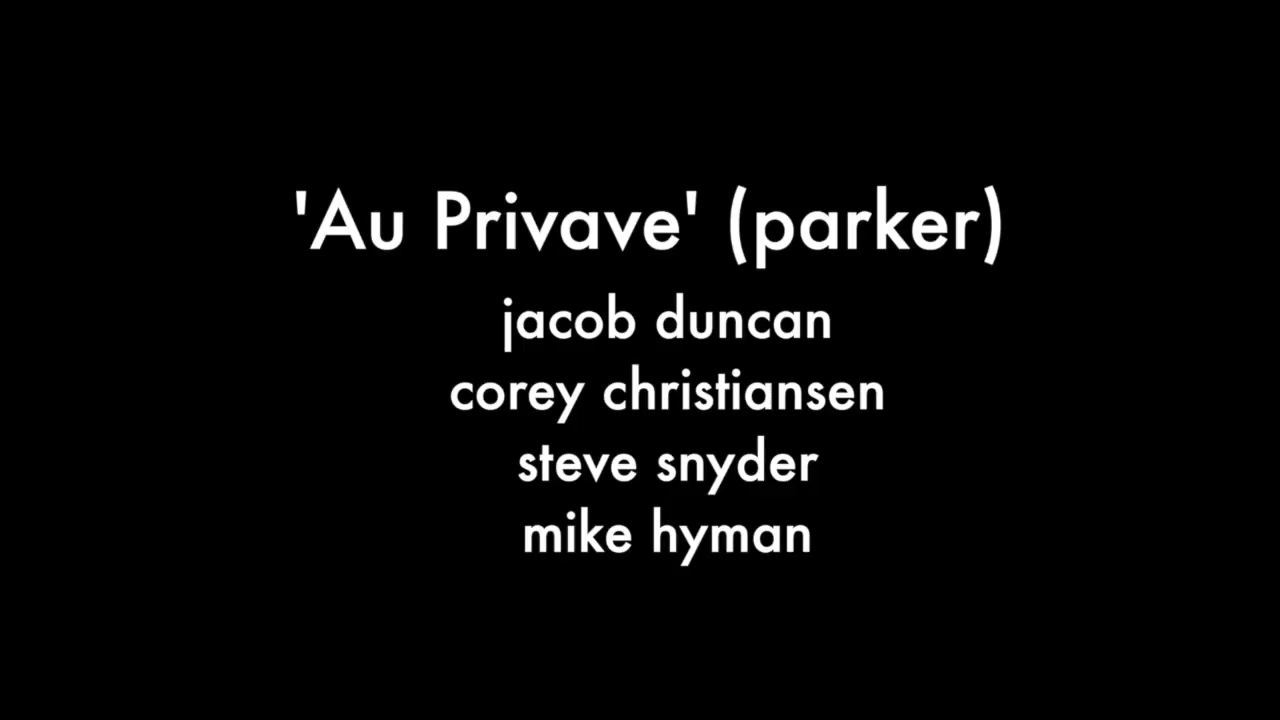 'Au Privave' (parker)
jacob duncan
corey christiansen
steve snyder
mike hyman